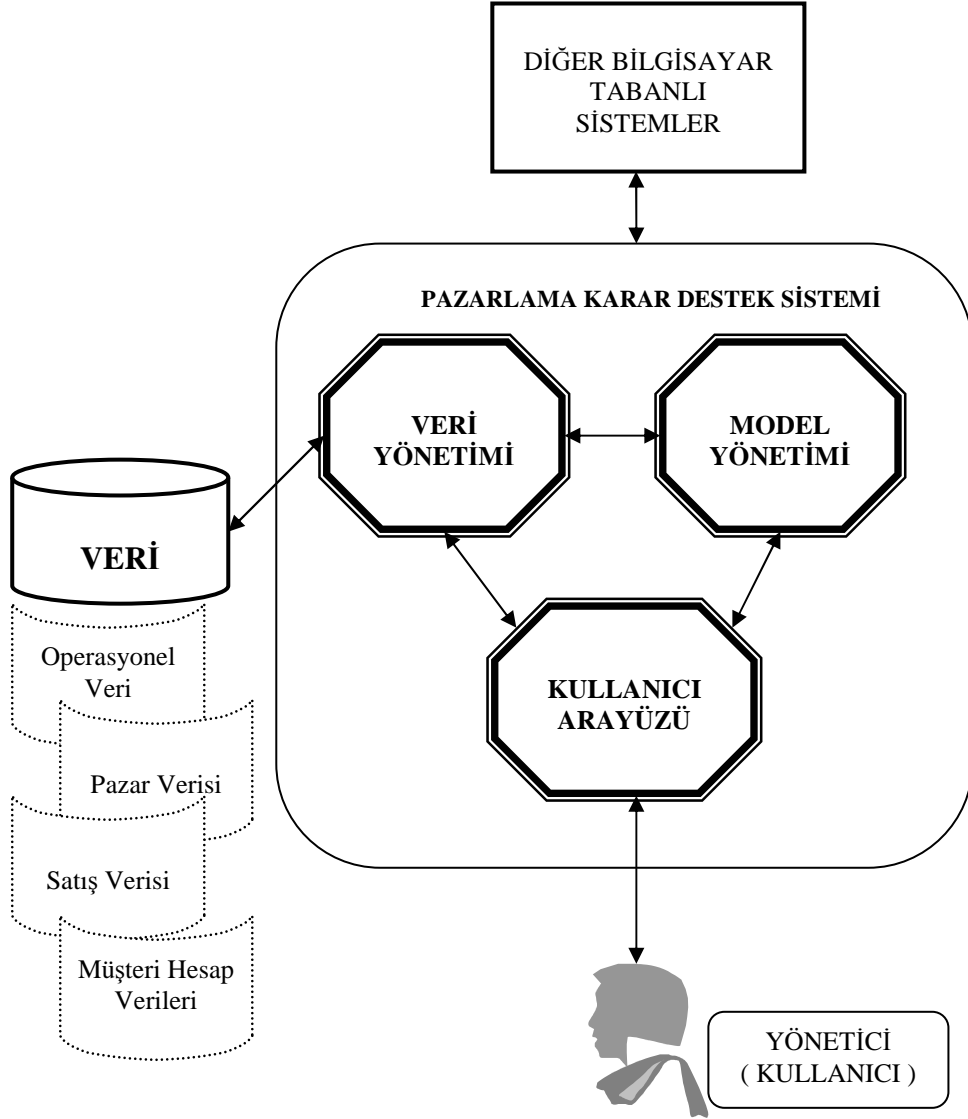 DİĞER BİLGİSAYAR
TABANLI
SİSTEMLER
PAZARLAMA KARAR DESTEK SİSTEMİ
VERİ
YÖNETİMİ
MODEL
YÖNETİMİ
VERİ
KULLANICI
ARAYÜZÜ
Operasyonel
Veri
Pazar Verisi
Satış Verisi
Müşteri Hesap
Verileri
YÖNETİCİ
( KULLANICI )